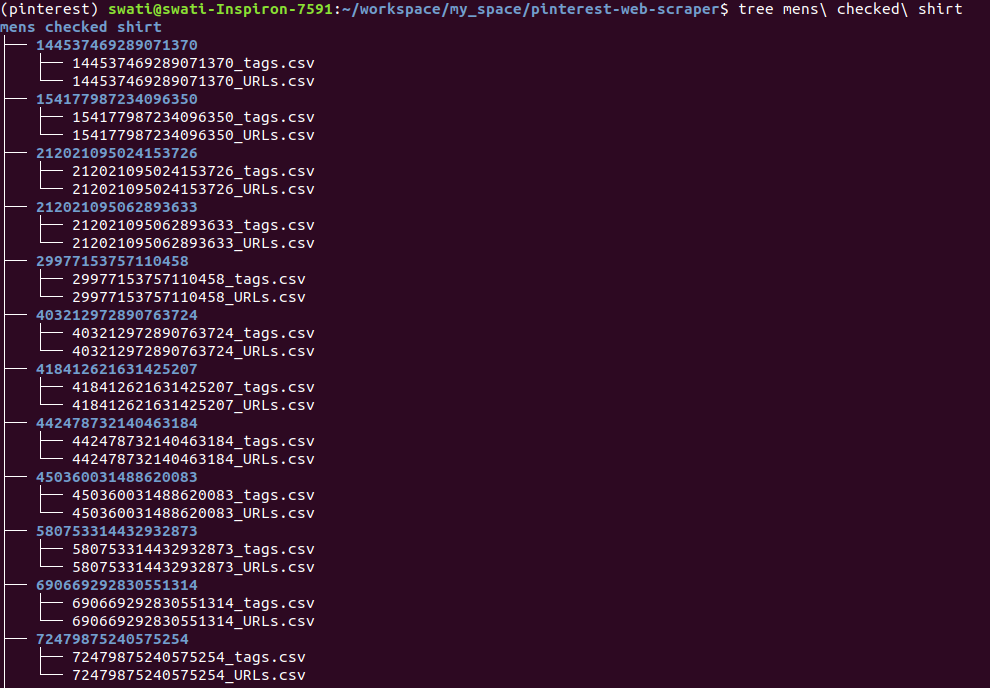 (pinterest) swati@swati-Inspiron-7591:~/workspace/my_space/pinterest-web-scraper$ tree mens\ checked\ shirt
mens checked shirt
├── 144537469289071370
│   ├── 144537469289071370_tags.csv
│   └── 144537469289071370_URLs.csv
├── 154177987234096350
│   ├── 154177987234096350_tags.csv
│   └── 154177987234096350_URLs.csv
├── 212021095024153726
│   ├── 212021095024153726_tags.csv
│   └── 212021095024153726_URLs.csv
├── 212021095062893633
│   ├── 212021095062893633_tags.csv
│   └── 212021095062893633_URLs.csv
├── 29977153757110458
│   ├── 29977153757110458_tags.csv
│   └── 29977153757110458_URLs.csv
├── 403212972890763724
│   ├── 403212972890763724_tags.csv
│   └── 403212972890763724_URLs.csv
├── 418412621631425207
│   ├── 418412621631425207_tags.csv
│   └── 418412621631425207_URLs.csv
├── 442478732140463184
│   ├── 442478732140463184_tags.csv
│   └── 442478732140463184_URLs.csv
├── 450360031488620083
│   ├── 450360031488620083_tags.csv
│   └── 450360031488620083_URLs.csv
├── 580753314432932873
│   ├── 580753314432932873_tags.csv
│   └── 580753314432932873_URLs.csv
├── 690669292830551314
│   ├── 690669292830551314_tags.csv
│   └── 690669292830551314_URLs.csv
├── 72479875240575254
│   ├── 72479875240575254_tags.csv
│   └── 72479875240575254_URLs.csv